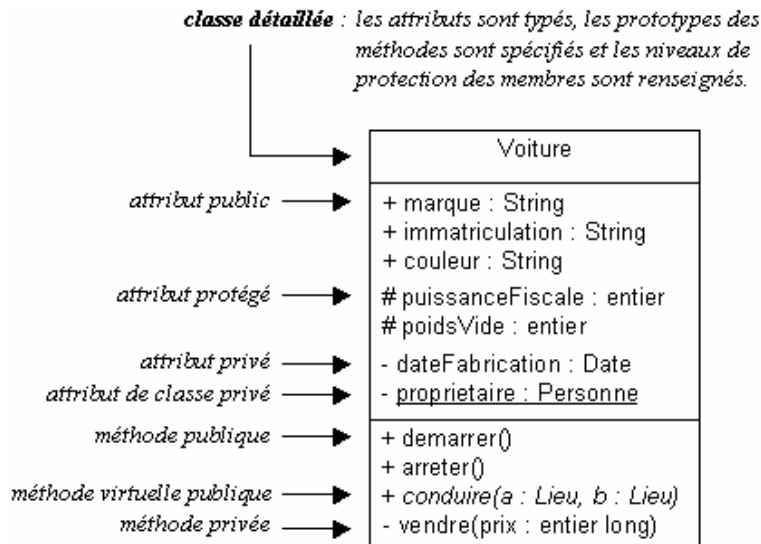 classe détaillée : les attributs sont typés, les prototypes des
méthodes sont spécifiés et les niveaux de
protection des membres sont renseignés.
Voiture
attribut public
+ marque : String
+ immatriculation : String
+ couleur : String
attribut protégé
# puissanceFiscale : entier
# poidsVide : entier
attribut privé
- dateFabrication : Date
attribut de classe privé
- proprietaire : Personne
méthode publique
+ demarrer()
+ arreter()
méthode virtuelle publique
+ conduire(a : Lieu, b : Lieu)
méthode privée
- vendre(prix : entier long)